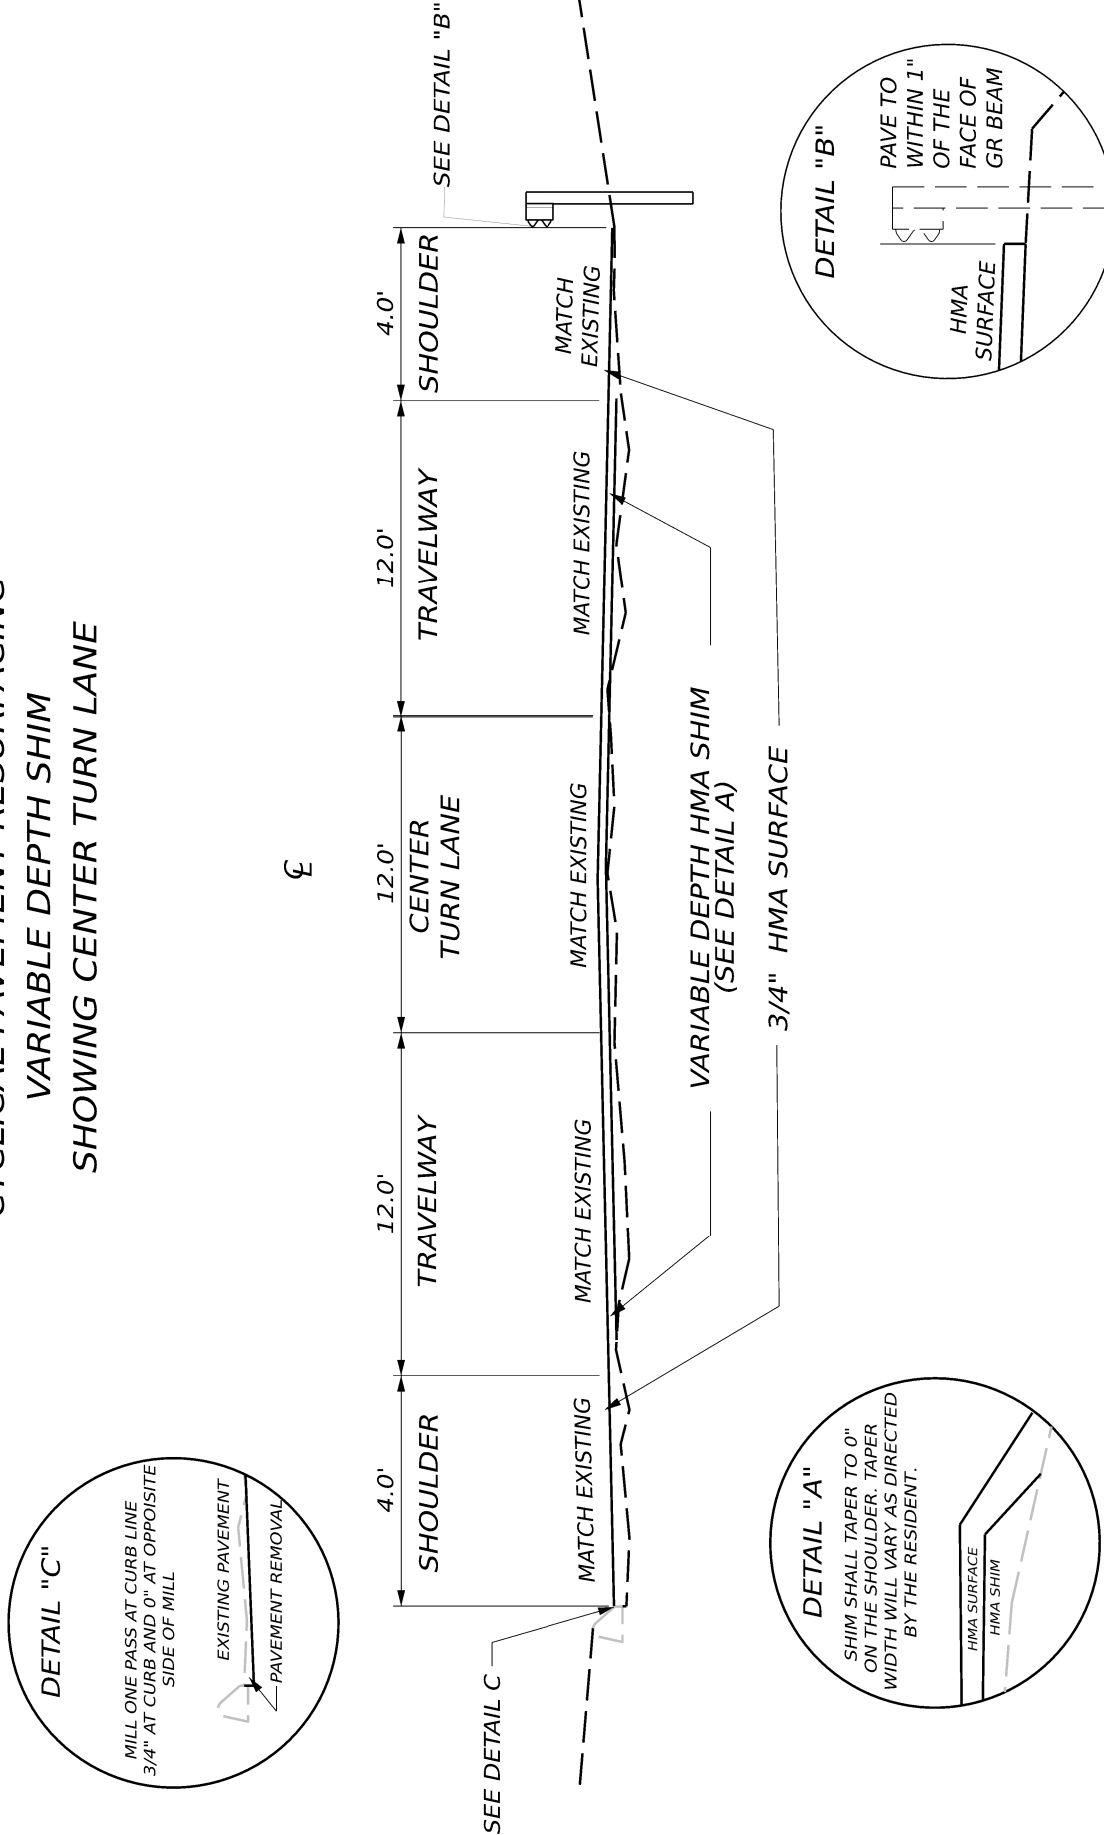 VARIABLE DEPTH SHIM
SHOWING CENTER TURN LANE
℄
4.0'
12.0'
12.0'
12.0'
4.0'
SHOULDER
TRAVELWAY
CENTER
TURN LANE
TRAVELWAY
SHOULDER
SEE DETAIL C
SEE DETAIL "B"
MATCH EXISTING
MATCH EXISTING
MATCH EXISTING
MATCH EXISTING
MATCH
EXISTING
VARIABLE DEPTH HMA SHIM
(SEE DETAIL A)
3/4" HMA SURFACE
DETAIL "C"
MILL ONE PASS AT CURB LINE
3/4" AT CURB AND 0" AT OPPOISITE
SIDE OF MILL
EXISTING PAVEMENT
PAVEMENT REMOVAL
DETAIL "A"
SHIM SHALL TAPER TO 0"
ON THE SHOULDER. TAPER
WIDTH WILL VARY AS DIRECTED
BY THE RESIDENT.
HMA SURFACE
HMA SHIM
DETAIL "B"
PAVE TO
WITHIN 1"
OF THE
FACE OF
GR BEAM
HMA
SURFACE